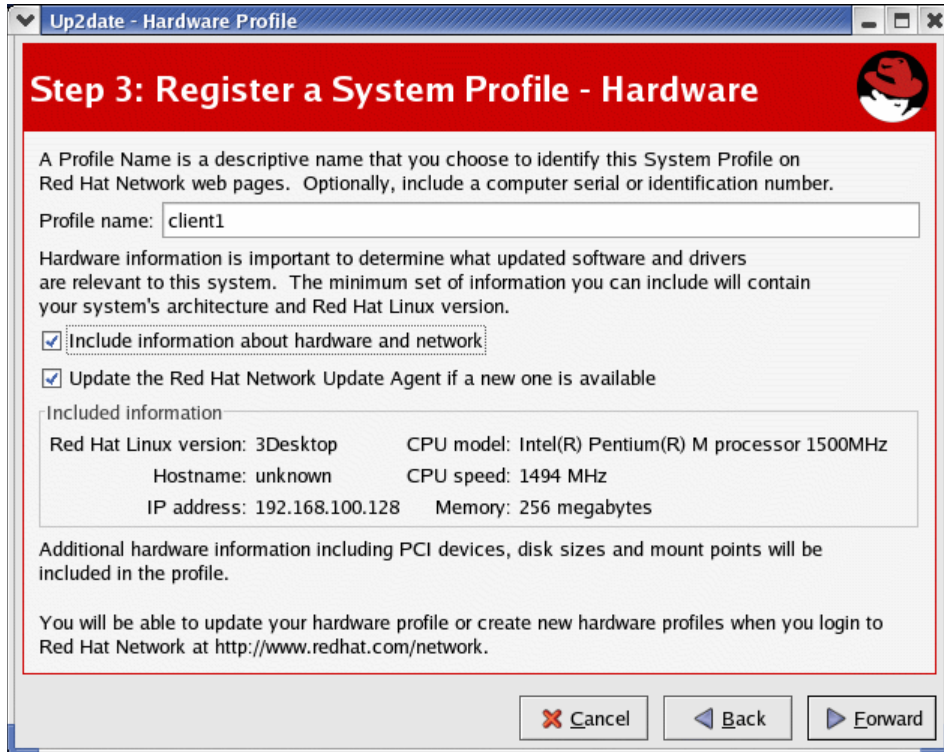 Up2date - Hardware Profile
Step 3: Register a System Profile - Hardware
A Profile Name is a descriptive name that you choose to identify this System Profile on
Red Hat Network web pages.  Optionally, include a computer serial or identification number.
Profile name: client1
Hardware information is important to determine what updated software and drivers
are relevant to this system.  The minimum set of information you can include will contain
your system's architecture and Red Hat Linux version.
Include information about hardware and network
Update the Red Hat Network Update Agent if a new one is available
Included information
Red Hat Linux version: 3Desktop CPU model: Intel(R) Pentium(R) M processor 1500MHz
Hostname: unknown CPU speed: 1494 MHz
IP address: 192.168.100.128 Memory: 256 megabytes
Additional hardware information including PCI devices, disk sizes and mount points will be
included in the profile.
You will be able to update your hardware profile or create new hardware profiles when you login to
Red Hat Network at http://www.redhat.com/network.
Cancel Back Forward